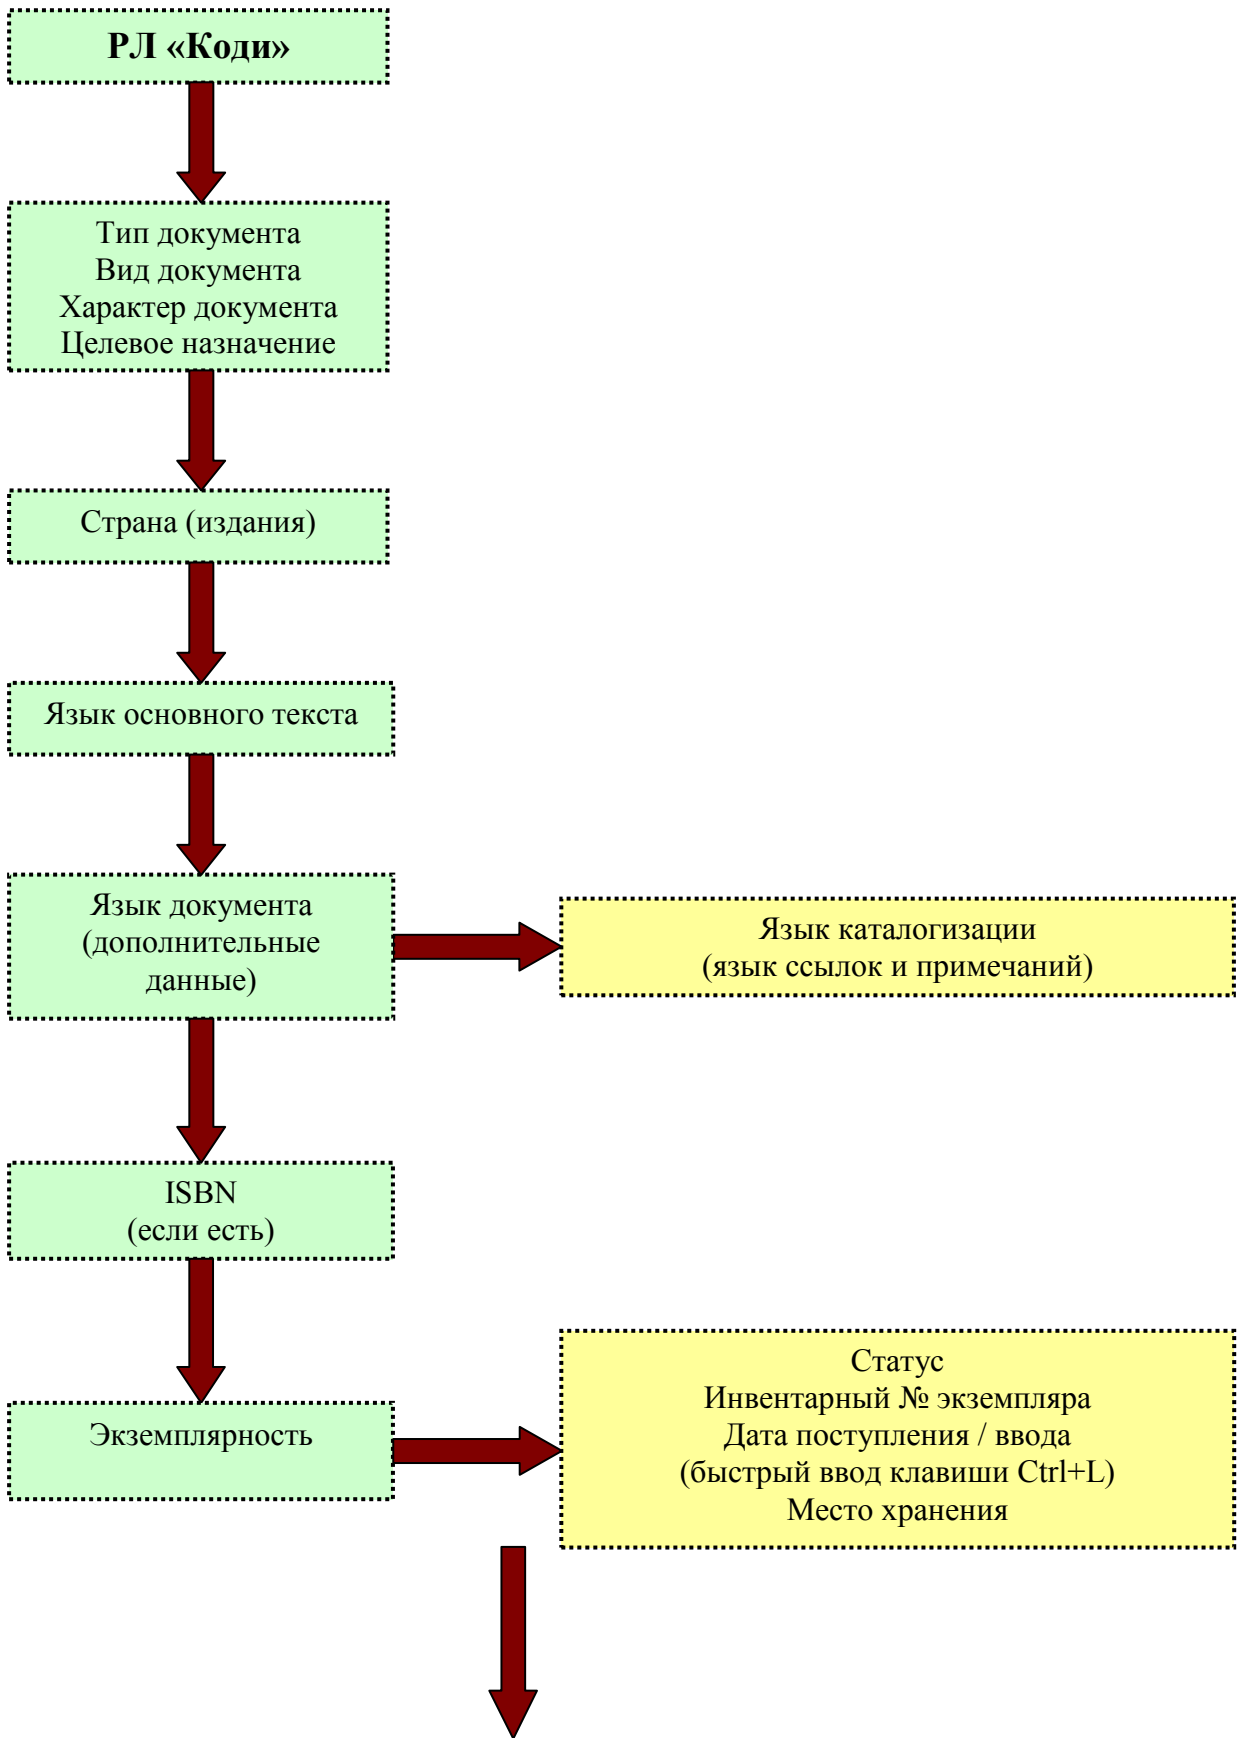 РЛ «Коди»
Тип документа
Вид документа
Характер документа
Целевое назначение
Страна (издания)
Язык основного текста
Язык документа
(дополнительные
данные)
Язык каталогизации
(язык ссылок и примечаний)
ISBN
(если есть)
Экземплярность
Статус
Инвентарный № экземпляра
Дата поступления / ввода
(быстрый ввод клавиши Ctrl+L)
Место хранения